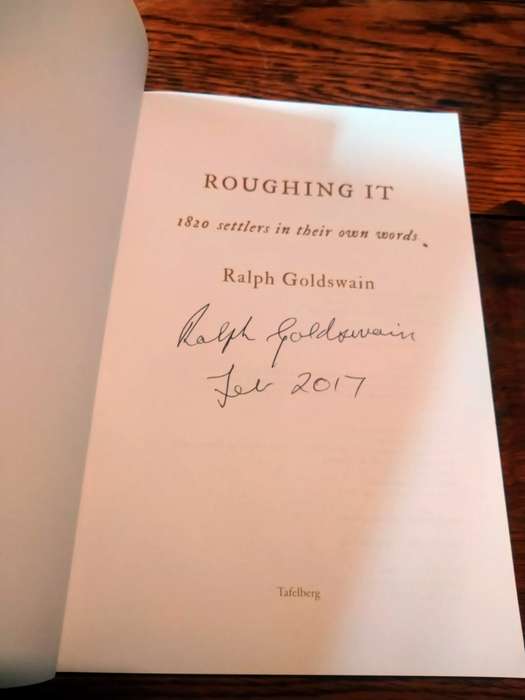 ROUGHING IT
1820 settlers in their own words
Ralph Goldswain
Ralph Goldswain
Feb 2017
Tafelberg